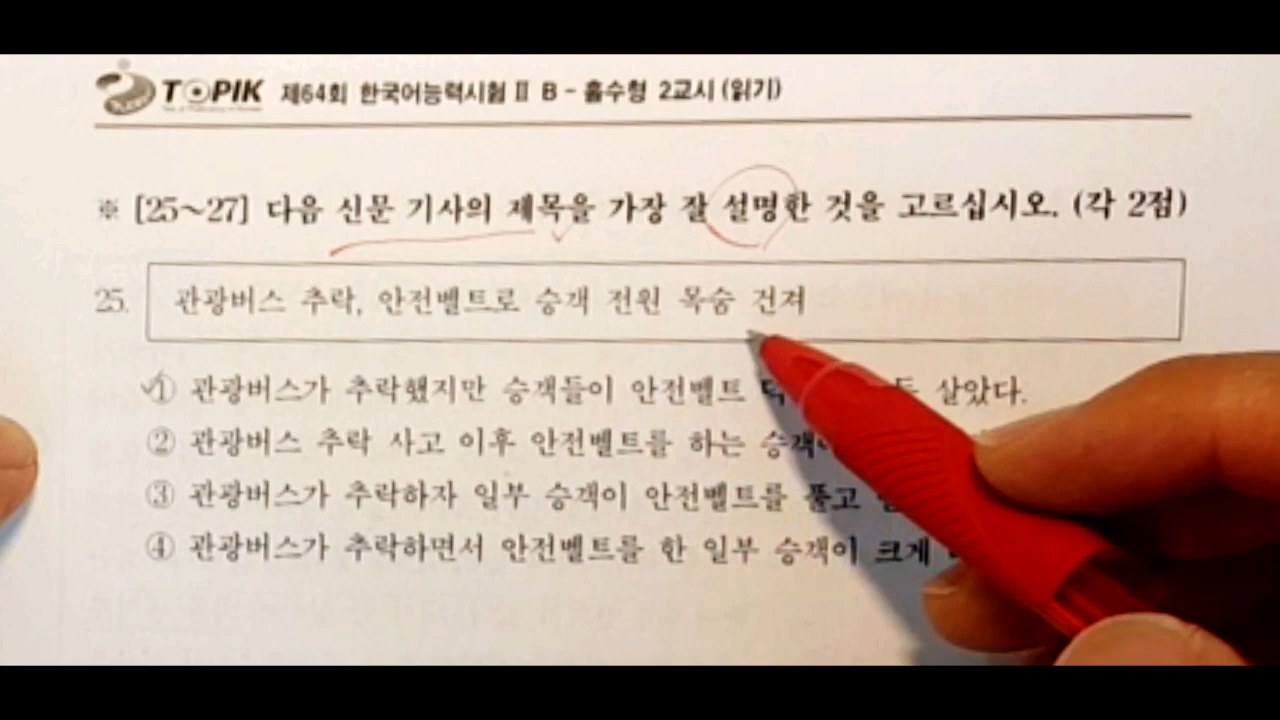 TOPIK 제64회 한국어능력시험 II B - 홀수형 2교시 (읽기)
※ [25~27] 다음 신문 기사의 제목을 가장 잘 설명한 것을 고르십시오. (각 2점)
25. 관광버스 추락, 안전벨트로 승객 전원 목숨 건져
① 관광버스가 추락했지만 승객들이 안전벨트 살았다.
② 관광버스 추락 사고 이후 안전벨트를 하는
③ 관광버스가 추락하자 일부 승객이 안전벨트를 풀고
④ 관광버스가 추락하면서 안전벨트를 한 일부 승객이 크게